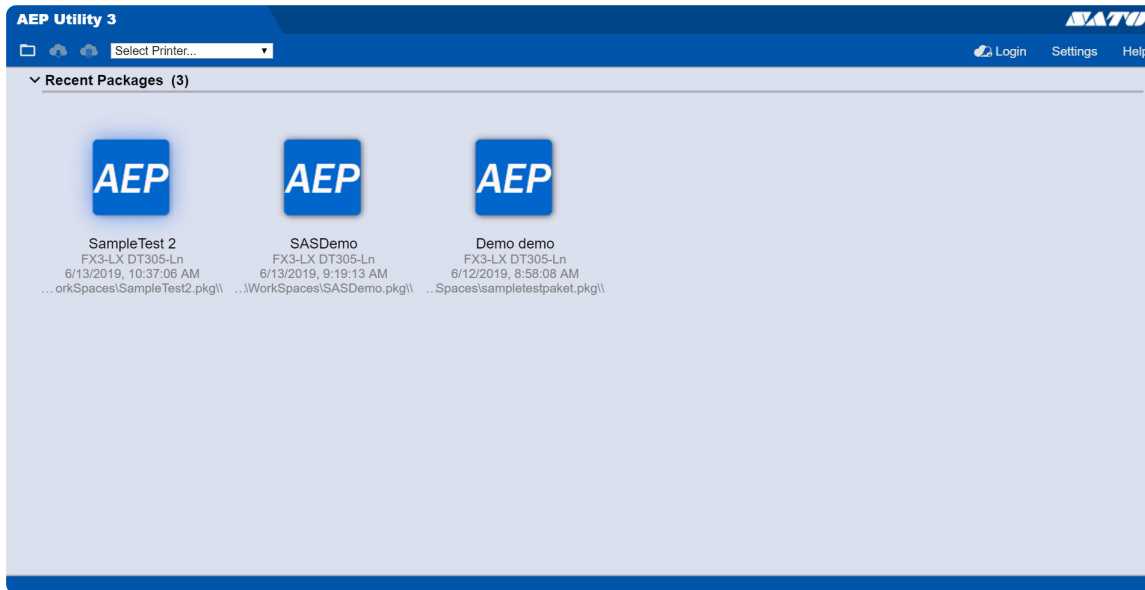 AEP Utility 3
SATO
Select Printer...
Login Settings Help
Recent Packages (3)
AEP AEP AEP
SampleTest 2 SASDemo Demo demo
FX3-LX DT305-Ln FX3-LX DT305-Ln FX3-LX DT305-Ln
6/13/2019, 10:37:06 AM 6/13/2019, 9:19:13 AM 6/12/2019, 8:58:08 AM
...orkSpaces\SampleTest2.pkg\\ ...\WorkSpaces\SASDemo.pkg\\ ...Spaces\sampletestpaket.pkg\\